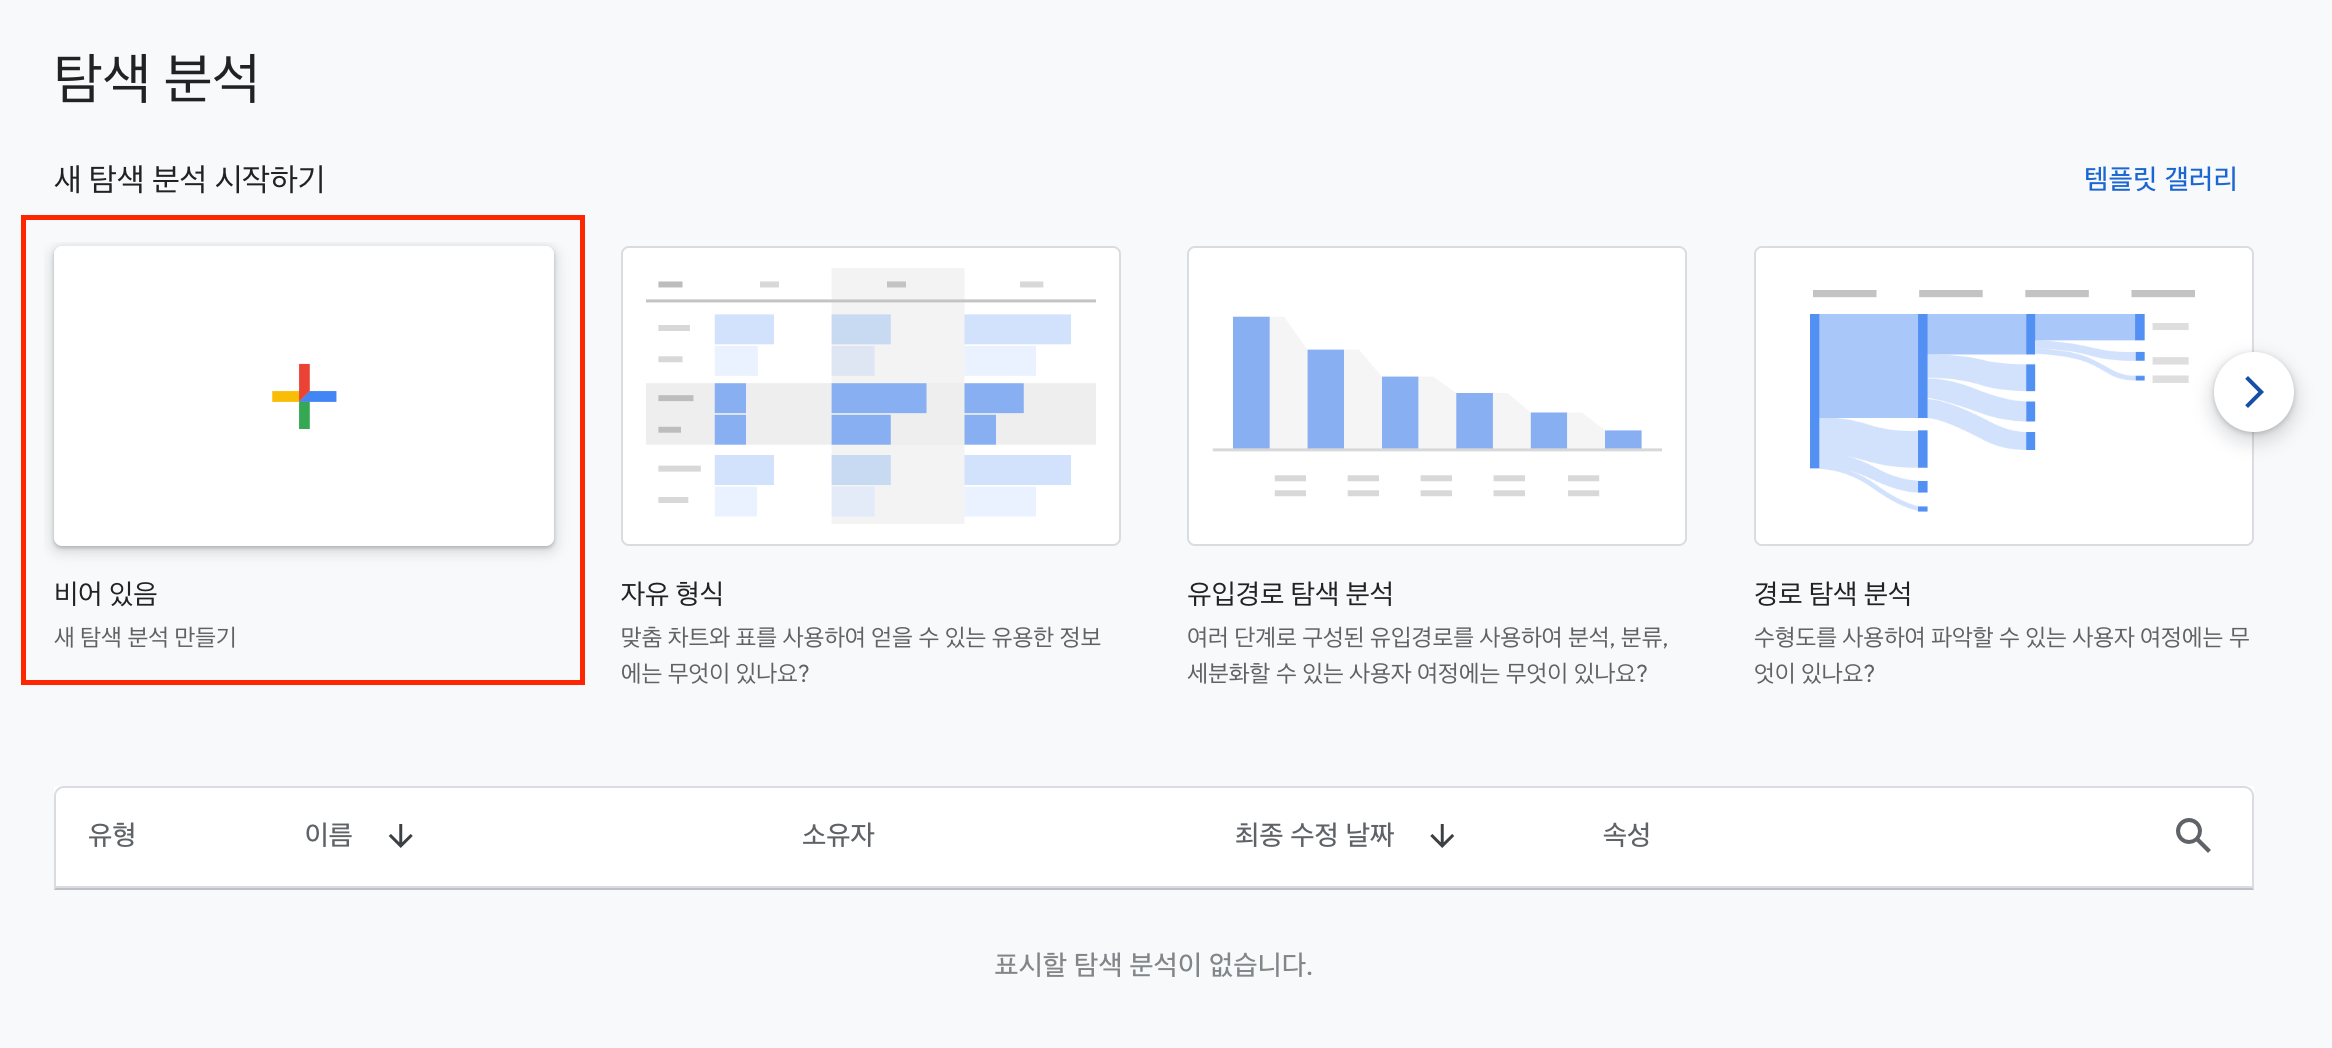 탐색 분석
새 탐색 분석 시작하기
템플릿 갤러리
비어 있음
새 탐색 분석 만들기
자유 형식
맞춤 차트와 표를 사용하여 얻을 수 있는 유용한 정보
에는 무엇이 있나요?
유입경로 탐색 분석
여러 단계로 구성된 유입경로를 사용하여 분석, 분류,
세분화할 수 있는 사용자 여정에는 무엇이 있나요?
경로 탐색 분석
수형도를 사용하여 파악할 수 있는 사용자 여정에는 무
엇이 있나요?
유형 이름 소유자 최종 수정 날짜 속성
표시할 탐색 분석이 없습니다.